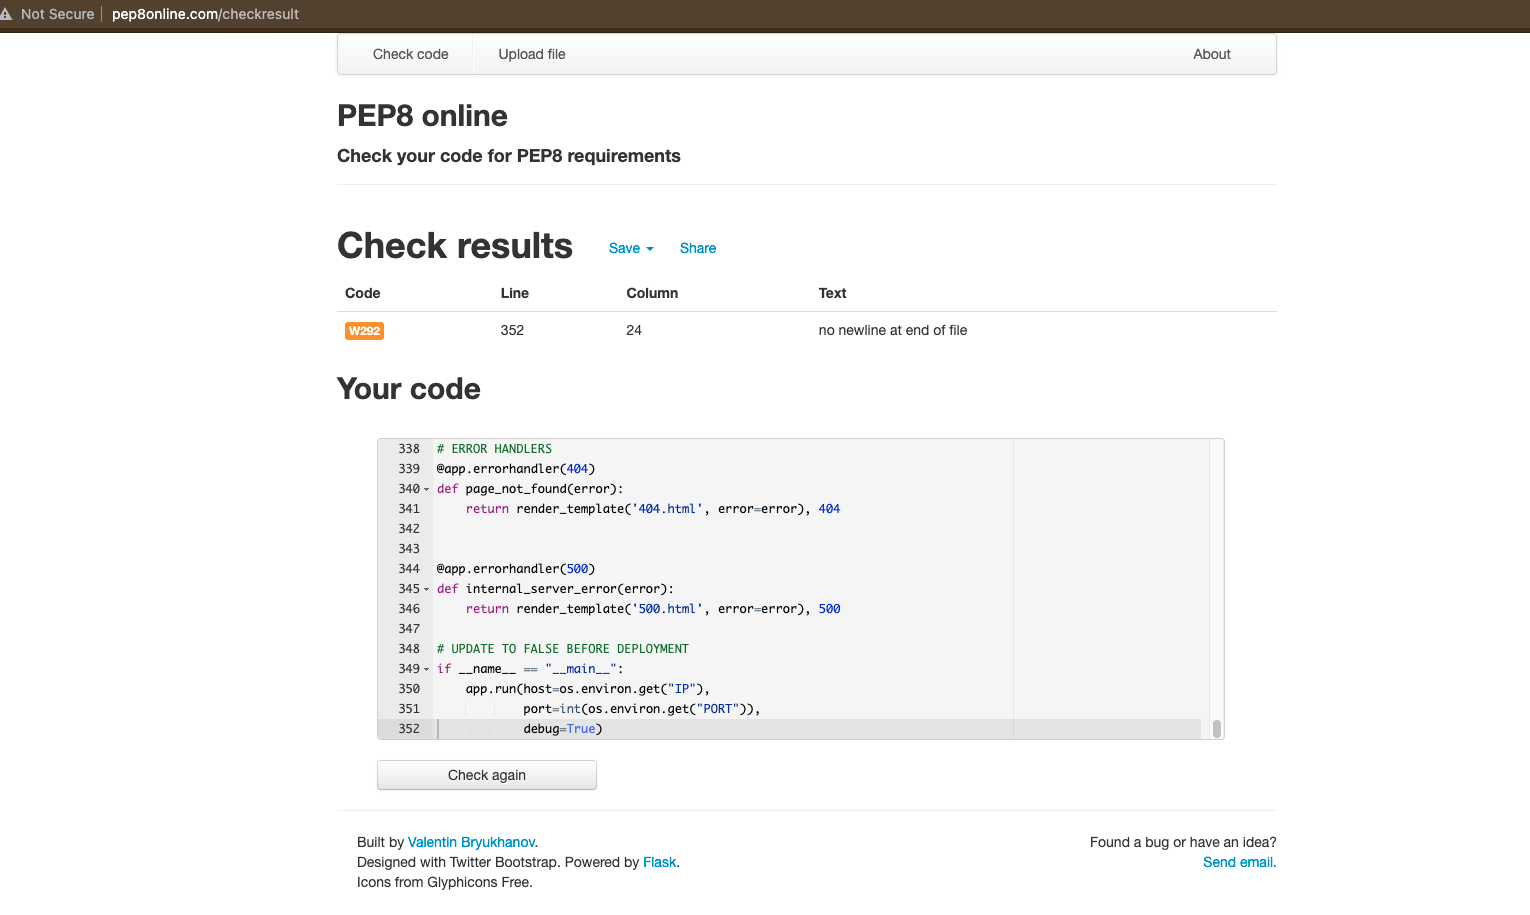 Not Secure pep8online.com/checkresult
Check code Upload file About
PEP8 online
Check your code for PEP8 requirements
Check results Save Share
Code Line Column Text
W292 352 24 no newline at end of file
Your code
338 # ERROR HANDLERS
339 @app.errorhandler(404)
340 def page_not_found(error):
341     return render_template('404.html', error=error), 404
342
343
344 @app.errorhandler(500)
345 def internal_server_error(error):
346     return render_template('500.html', error=error), 500
347
348 # UPDATE TO FALSE BEFORE DEPLOYMENT
349 if __name__ == "__main__":
350     app.run(host=os.environ.get("IP"),
351             port=int(os.environ.get("PORT")),
352             debug=True)
Check again
Built by Valentin Bryukhanov. Found a bug or have an idea?
Designed with Twitter Bootstrap. Powered by Flask. Send email.
Icons from Glyphicons Free.